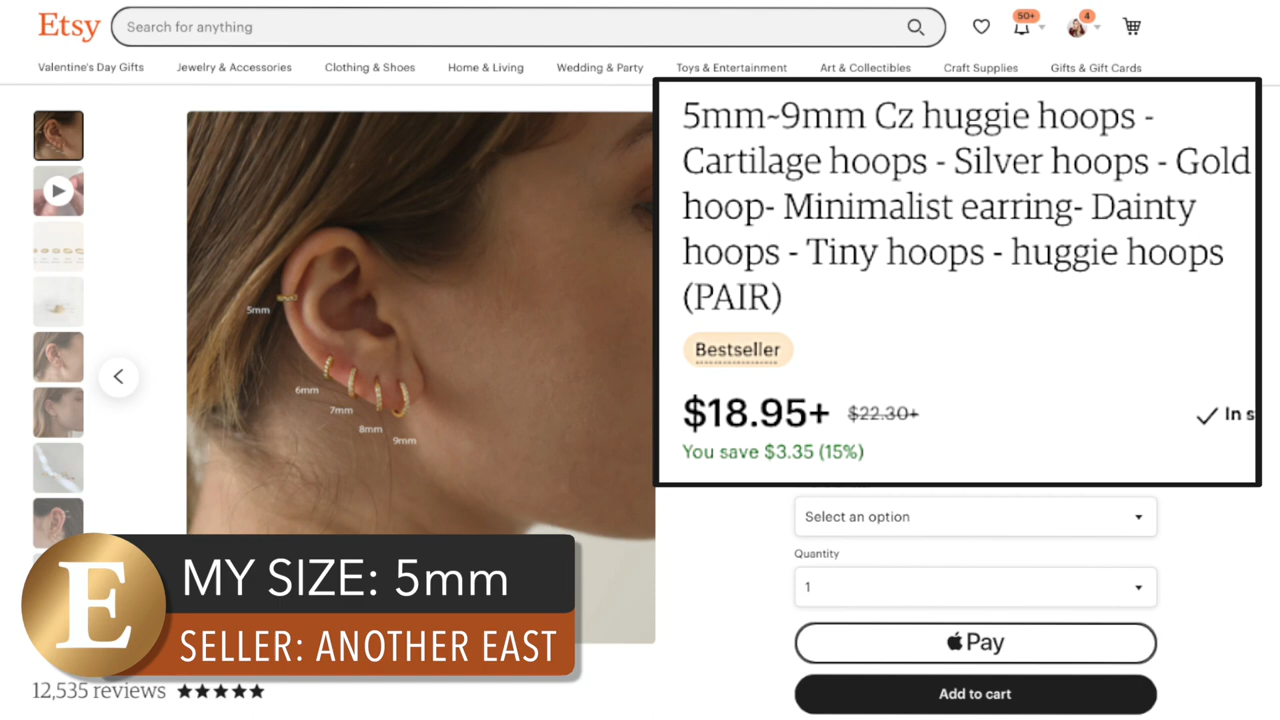 Etsy
Search for anything
50+
4
Valentine's Day Gifts
Jewelry & Accessories
Clothing & Shoes
Home & Living
Wedding & Party
Toys & Entertainment
Art & Collectibles
Craft Supplies
Gifts & Gift Cards
5mm
6mm
7mm
8mm
9mm
5mm~9mm Cz huggie hoops -
Cartilage hoops - Silver hoops - Gold
hoop- Minimalist earring- Dainty
hoops - Tiny hoops - huggie hoops
(PAIR)
Bestseller
$18.95+ $22.30+
In s
You save $3.35 (15%)
Select an option
Quantity
1
Pay
Add to cart
E
MY SIZE: 5mm
SELLER: ANOTHER EAST
12,535 reviews ★★★★★